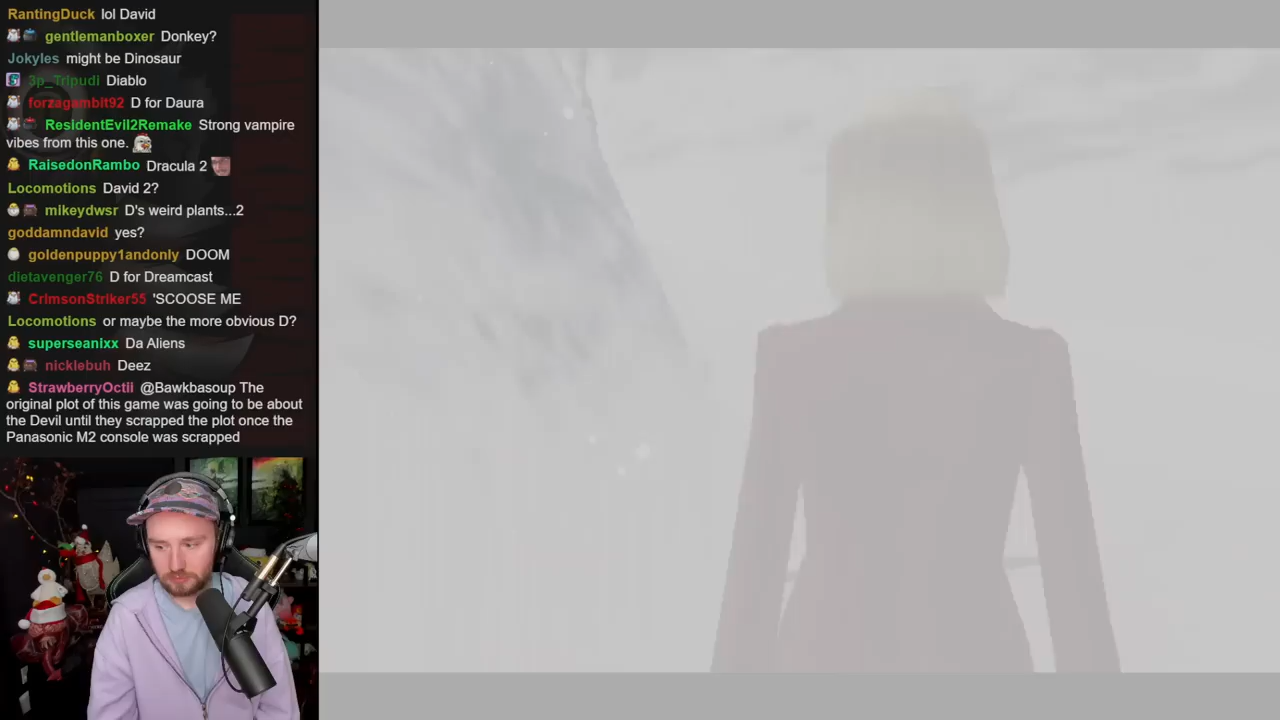 RantingDuck lol David
gentlemanboxer Donkey?
Jokyles might be Dinosaur
3p_Tripudi Diablo
forzagambit92 D for Daura
ResidentEvil2Remake Strong vampire
vibes from this one.
RaisedonRambo Dracula 2
Locomotions David 2?
mikeydwsr D's weird plants...2
goddamndavid yes?
goldenpuppy1andonly DOOM
dietavenger76 D for Dreamcast
CrimsonStriker55 'SCOOSE ME
Locomotions or maybe the more obvious D?
superseanixx Da Aliens
nicklebuh Deez
StrawberryOctii @Bawkbasoup The
original plot of this game was going to be about
the Devil until they scrapped the plot once the
Panasonic M2 console was scrapped